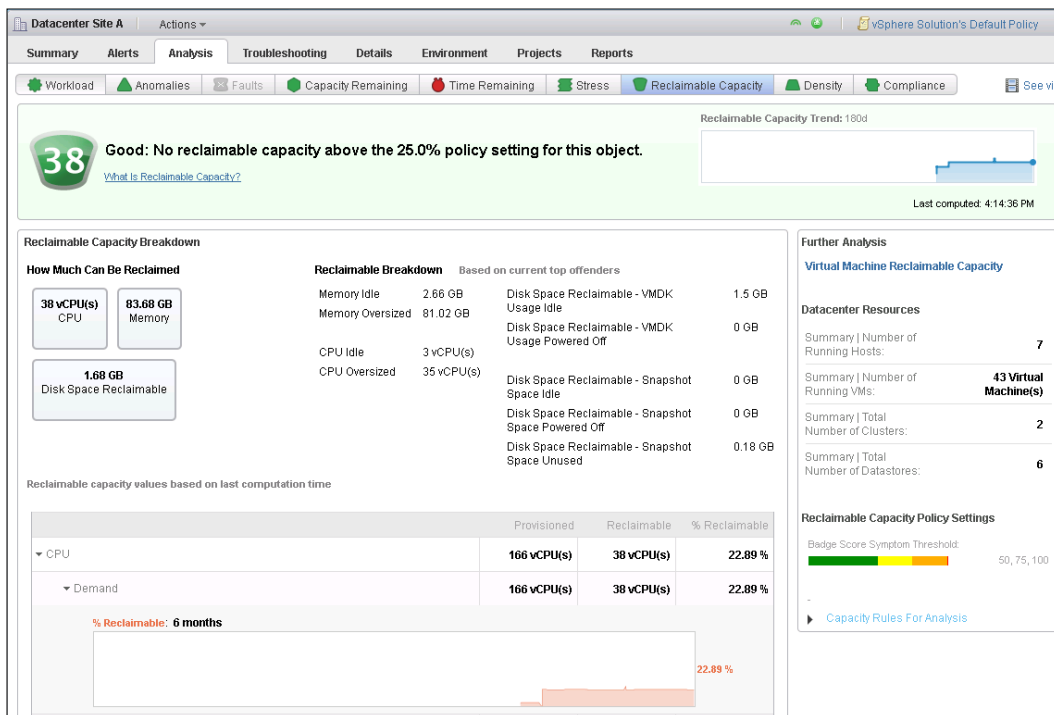 Datacenter Site A Actions vSphere Solution's Default Policy
Summary Alerts Analysis Troubleshooting Details Environment Projects Reports
Workload Anomalies Faults Capacity Remaining Time Remaining Stress Reclaimable Capacity Density Compliance See vi
Reclaimable Capacity Trend: 180d
38
Good: No reclaimable capacity above the 25.0% policy setting for this object.
What Is Reclaimable Capacity?
Last computed: 4:14:36 PM
Reclaimable Capacity Breakdown
How Much Can Be Reclaimed
38 vCPU(s)
CPU
83.68 GB
Memory
1.68 GB
Disk Space Reclaimable
Reclaimable Breakdown Based on current top offenders
Memory Idle 2.66 GB
Memory Oversized 81.02 GB
CPU Idle 3 vCPU(s)
CPU Oversized 35 vCPU(s)
Disk Space Reclaimable - VMDK 1.5 GB
Usage Idle
Disk Space Reclaimable - VMDK 0 GB
Usage Powered Off
Disk Space Reclaimable - Snapshot 0 GB
Space Idle
Disk Space Reclaimable - Snapshot 0 GB
Space Powered Off
Disk Space Reclaimable - Snapshot 0.18 GB
Space Unused
Reclaimable capacity values based on last computation time
Provisioned Reclaimable % Reclaimable
CPU 166 vCPU(s) 38 vCPU(s) 22.89 %
Demand 166 vCPU(s) 38 vCPU(s) 22.89 %
% Reclaimable: 6 months
22.89 %
Further Analysis
Virtual Machine Reclaimable Capacity
Datacenter Resources
Summary | Number of
Running Hosts: 7
Summary | Number of 43 Virtual
Running VMs: Machine(s)
Summary | Total
Number of Clusters: 2
Summary | Total
Number of Datastores: 6
Reclaimable Capacity Policy Settings
Badge Score Symptom Threshold:
50, 75, 100
-
Capacity Rules For Analysis